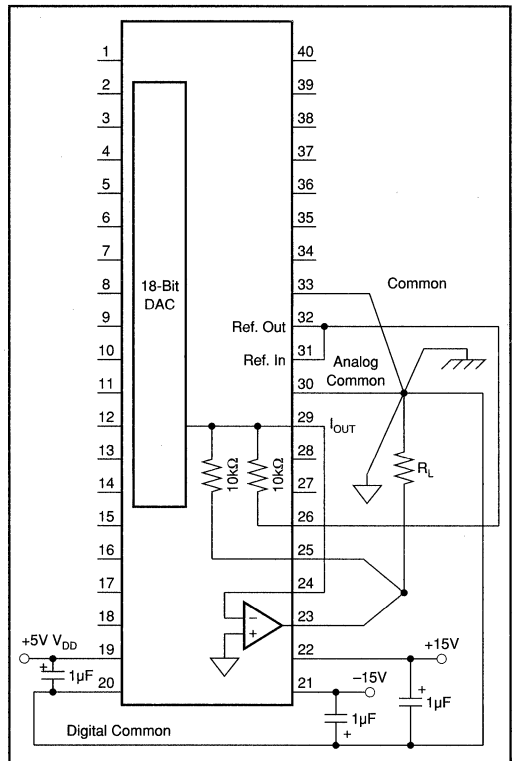 1
40
2
39
3
38
4
37
5
36
6
35
7
34
8
33
Common
18-Bit
DAC
9
Ref. Out
32
10
Ref. In
31
Analog
Common
11
30
12
29
IOUT
13
28
10kΩ
10kΩ
RL
14
27
15
26
16
25
17
24
−
+
18
23
+5V VDD
19
22
+15V
+
1µF
20
21
−15V
+
1µF
1µF
+
Digital Common